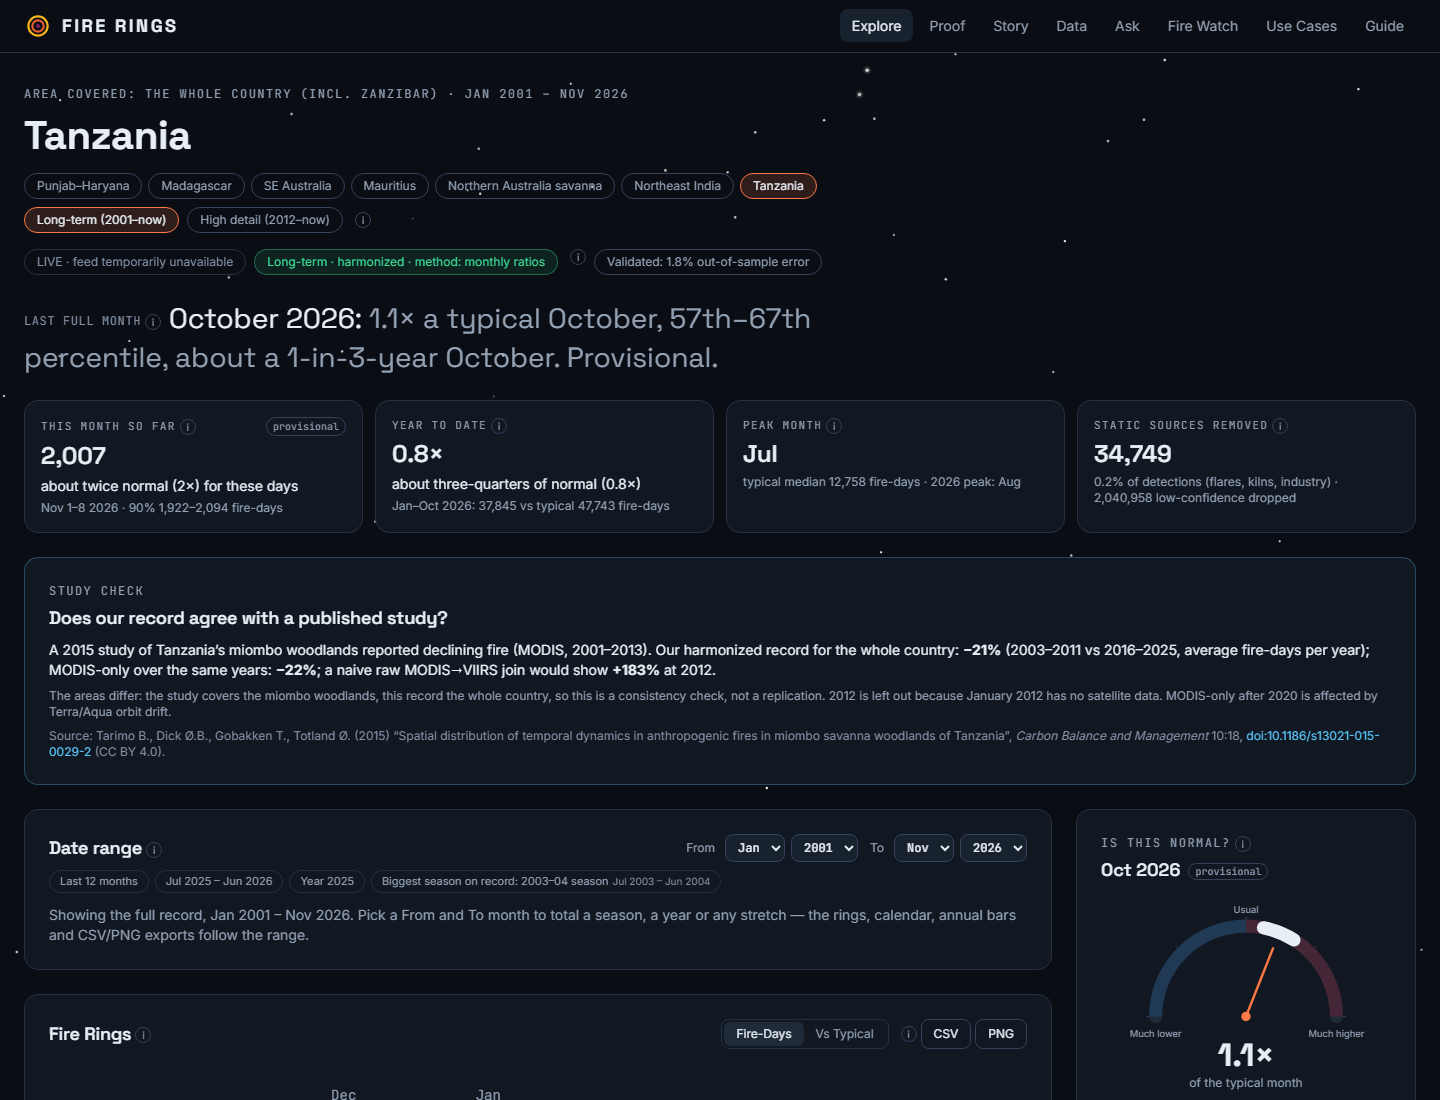 FIRE RINGS
Explore Proof Story Data Ask Fire Watch Use Cases Guide
AREA COVERED: THE WHOLE COUNTRY (INCL. ZANZIBAR) · JAN 2001 – NOV 2026
Tanzania
Punjab–Haryana Madagascar SE Australia Mauritius Northern Australia savanna Northeast India Tanzania
Long-term (2001–now) High detail (2012–now) i
LIVE · feed temporarily unavailable Long-term · harmonized · method: monthly ratios i Validated: 1.8% out-of-sample error
LAST FULL MONTH i October 2026: 1.1× a typical October, 57th–67th
percentile, about a 1-in-3-year October. Provisional.
THIS MONTH SO FAR i provisional
2,007
about twice normal (2×) for these days
Nov 1–8 2026 · 90% 1,922–2,094 fire-days
YEAR TO DATE i
0.8×
about three-quarters of normal (0.8×)
Jan–Oct 2026: 37,845 vs typical 47,743 fire-days
PEAK MONTH i
Jul
typical median 12,758 fire-days · 2026 peak: Aug
STATIC SOURCES REMOVED i
34,749
0.2% of detections (flares, kilns, industry) ·
2,040,958 low-confidence dropped
STUDY CHECK
Does our record agree with a published study?
A 2015 study of Tanzania’s miombo woodlands reported declining fire (MODIS, 2001–2013). Our harmonized record for the whole country: −21% (2003–2011 vs 2016–2025, average fire-days per year);
MODIS-only over the same years: −22%; a naive raw MODIS→VIIRS join would show +183% at 2012.
The areas differ: the study covers the miombo woodlands, this record the whole country, so this is a consistency check, not a replication. 2012 is left out because January 2012 has no satellite data. MODIS-only after 2020 is affected by
Terra/Aqua orbit drift.
Source: Tarimo B., Dick Ø.B., Gobakken T., Totland Ø. (2015) “Spatial distribution of temporal dynamics in anthropogenic fires in miombo savanna woodlands of Tanzania”, Carbon Balance and Management 10:18, doi:10.1186/s13021-015-
0029-2 (CC BY 4.0).
Date range i From Jan 2001 To Nov 2026
Last 12 months Jul 2025 – Jun 2026 Year 2025 Biggest season on record: 2003–04 season Jul 2003 – Jun 2004
Showing the full record, Jan 2001 – Nov 2026. Pick a From and To month to total a season, a year or any stretch — the rings, calendar, annual bars
and CSV/PNG exports follow the range.
IS THIS NORMAL? i
Oct 2026 provisional
Usual
Much lower Much higher
1.1×
of the typical month
Fire Rings i Fire-Days Vs Typical i CSV PNG
Dec Jan